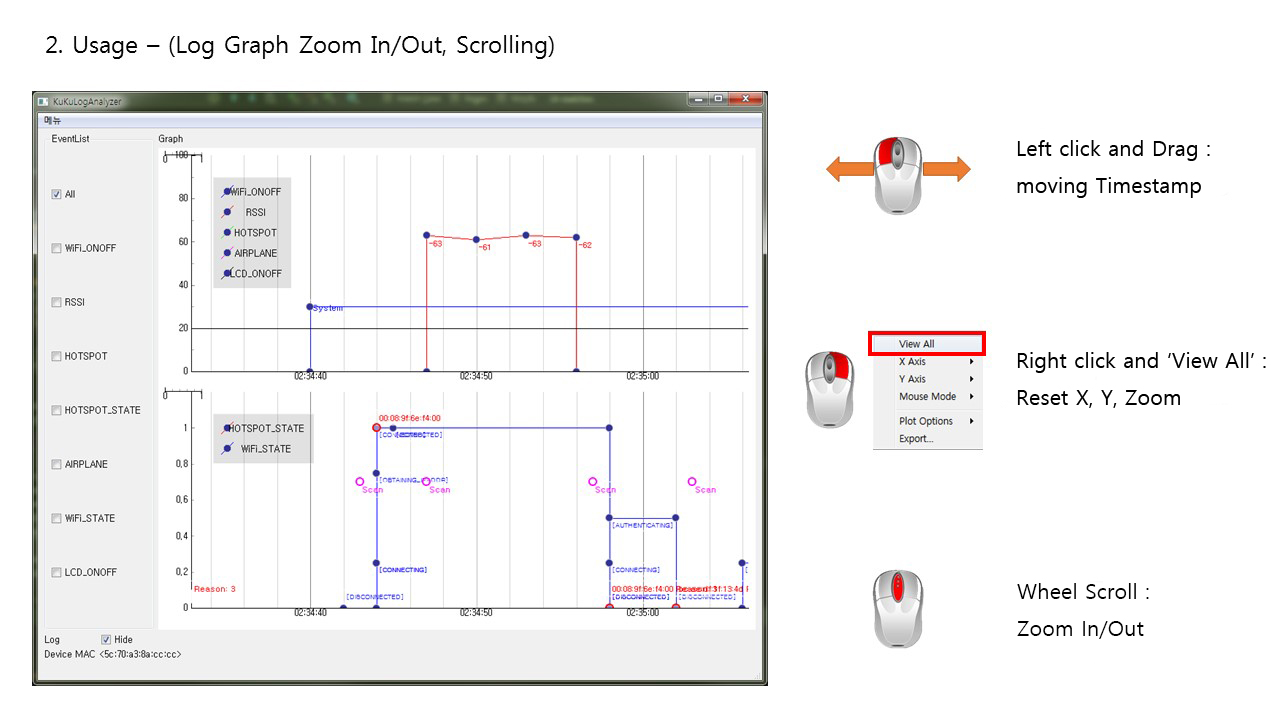 2. Usage – (Log Graph Zoom In/Out, Scrolling)
KuKuLogAnalyzer
메뉴
EventList
Graph
All
WiFi_ONOFF
RSSI
HOTSPOT
HOTSPOT_STATE
AIRPLANE
WiFi_STATE
LCD_ONOFF
100
80
60
40
20
0
0
WiFi_ONOFF
RSSI
HOTSPOT
AIRPLANE
LCD_ONOFF
-63
-61
-63
-62
System
02:34:40
02:34:50
02:35:00
0
1
0,8
0,6
0,4
0,2
0
HOTSPOT_STATE
WiFi_STATE
00:08:9f:6e:f4:00
Scan
Scan
Scan
Scan
[AUTHENTICATING]
[CONNECTING]
[CONNECTING]
Reason: 3
[DISCONNECTED]
00:08:9f:6e:f4:00
[DISCONNECTED]
[DISCONNECTED]
02:34:40
02:34:50
02:35:00
Log
Hide
Device MAC <5c:70:a3:8a:cc:cc>
Left click and Drag :
moving Timestamp
View All
X Axis
Y Axis
Mouse Mode
Plot Options
Export...
Right click and ‘View All’ :
Reset X, Y, Zoom
Wheel Scroll :
Zoom In/Out